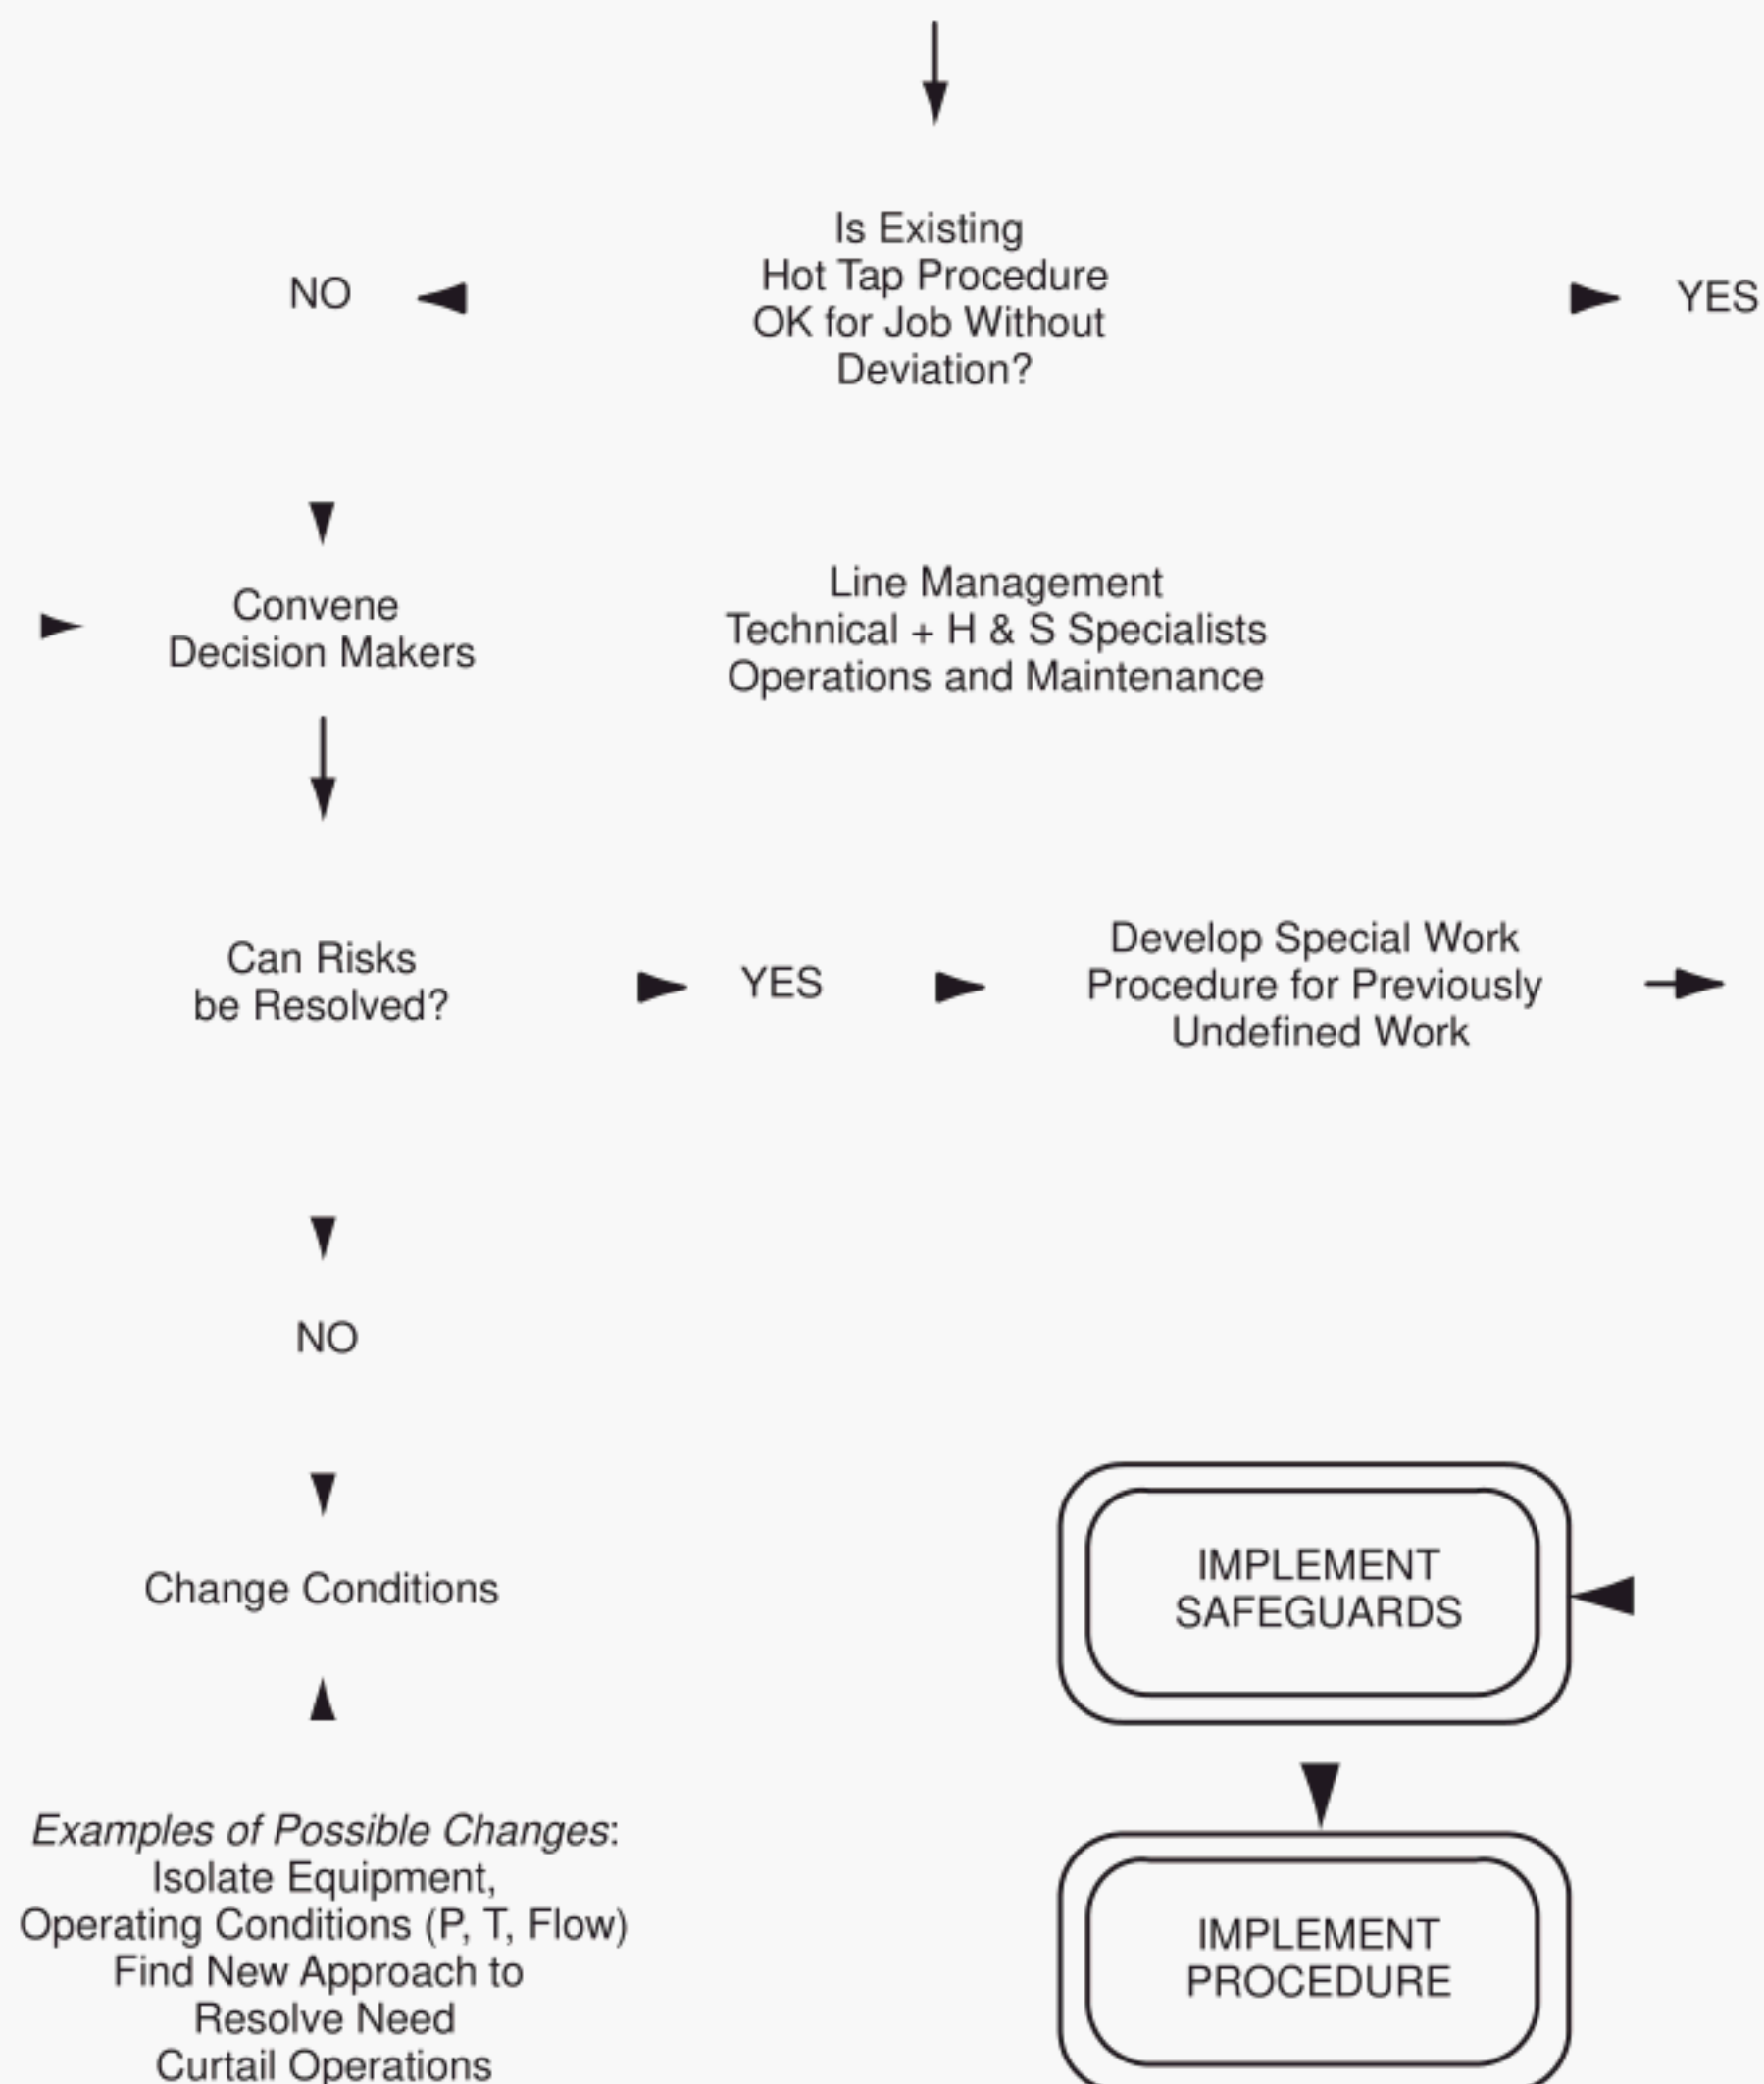 Is Existing
Hot Tap Procedure
OK for Job Without
Deviation?
NO
YES
Convene
Decision Makers
Line Management
Technical + H & S Specialists
Operations and Maintenance
Can Risks
be Resolved?
YES
Develop Special Work
Procedure for Previously
Undefined Work
NO
Change Conditions
IMPLEMENT
SAFEGUARDS
Examples of Possible Changes:
Isolate Equipment,
Operating Conditions (P, T, Flow)
Find New Approach to
Resolve Need
Curtail Operations
IMPLEMENT
PROCEDURE